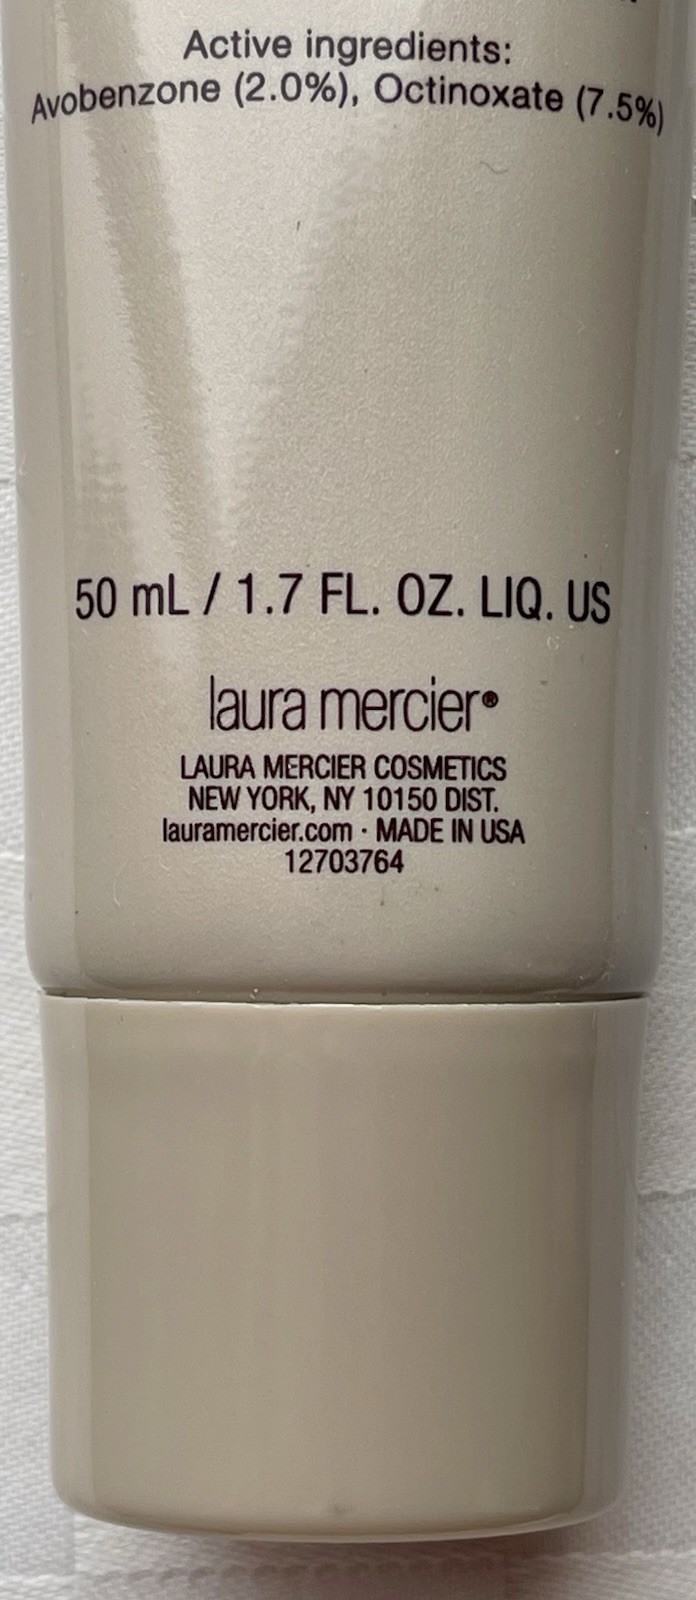 Active ingredients:
Avobenzone (2.0%), Octinoxate (7.5%)
50 mL / 1.7 FL. OZ. LIQ. US
laura mercier®
LAURA MERCIER COSMETICS
NEW YORK, NY 10150 DIST.
lauramercier.com · MADE IN USA
12703764